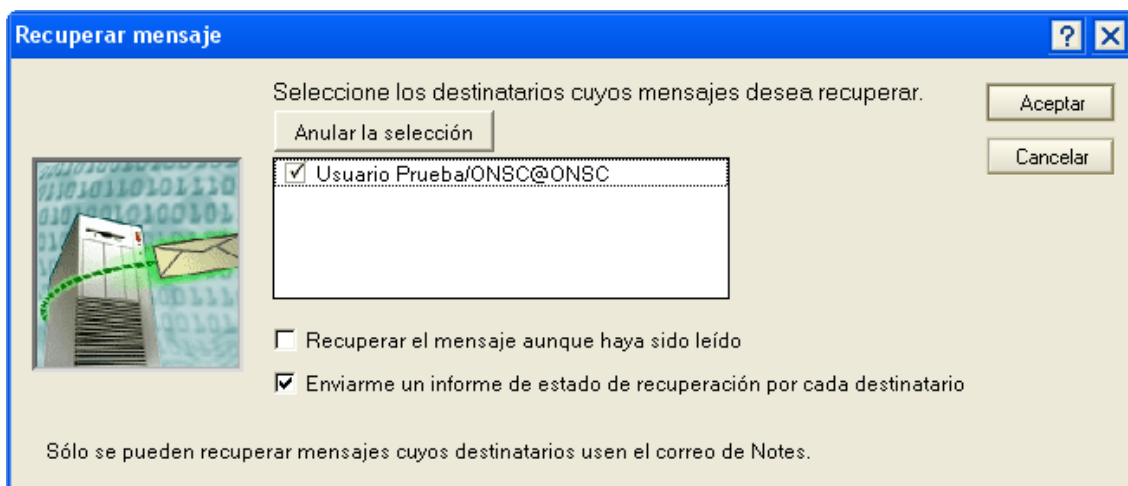 Recuperar mensaje
Seleccione los destinatarios cuyos mensajes desea recuperar.
Anular la selección
Usuario Prueba/ONSC@ONSC
Aceptar
Cancelar
Recuperar el mensaje aunque haya sido leído
Enviarme un informe de estado de recuperación por cada destinatario
Sólo se pueden recuperar mensajes cuyos destinatarios usen el correo de Notes.